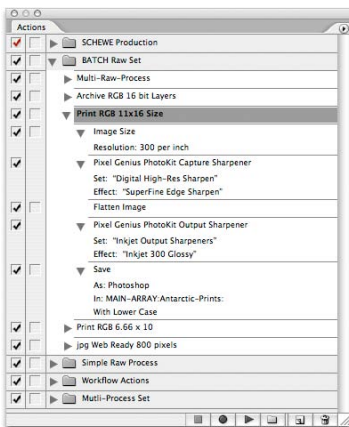 Actions
SCHEWE Production
BATCH Raw Set
Multi-Raw-Process
Archive RGB 16 bit Layers
Print RGB 11x16 Size
Image Size
Resolution: 300 per inch
Pixel Genius PhotoKit Capture Sharpener
Set: "Digital High-Res Sharpen"
Effect: "SuperFine Edge Sharpen"
Flatten Image
Pixel Genius PhotoKit Output Sharpener
Set: "Inkjet Output Sharpeners"
Effect: "Inkjet 300 Glossy"
Save
As: Photoshop
In: MAIN-ARRAY:Antarctic-Prints:
With Lower Case
Print RGB 6.66 x 10
jpg Web Ready 800 pixels
Simple Raw Process
Workflow Actions
Mutli-Process Set